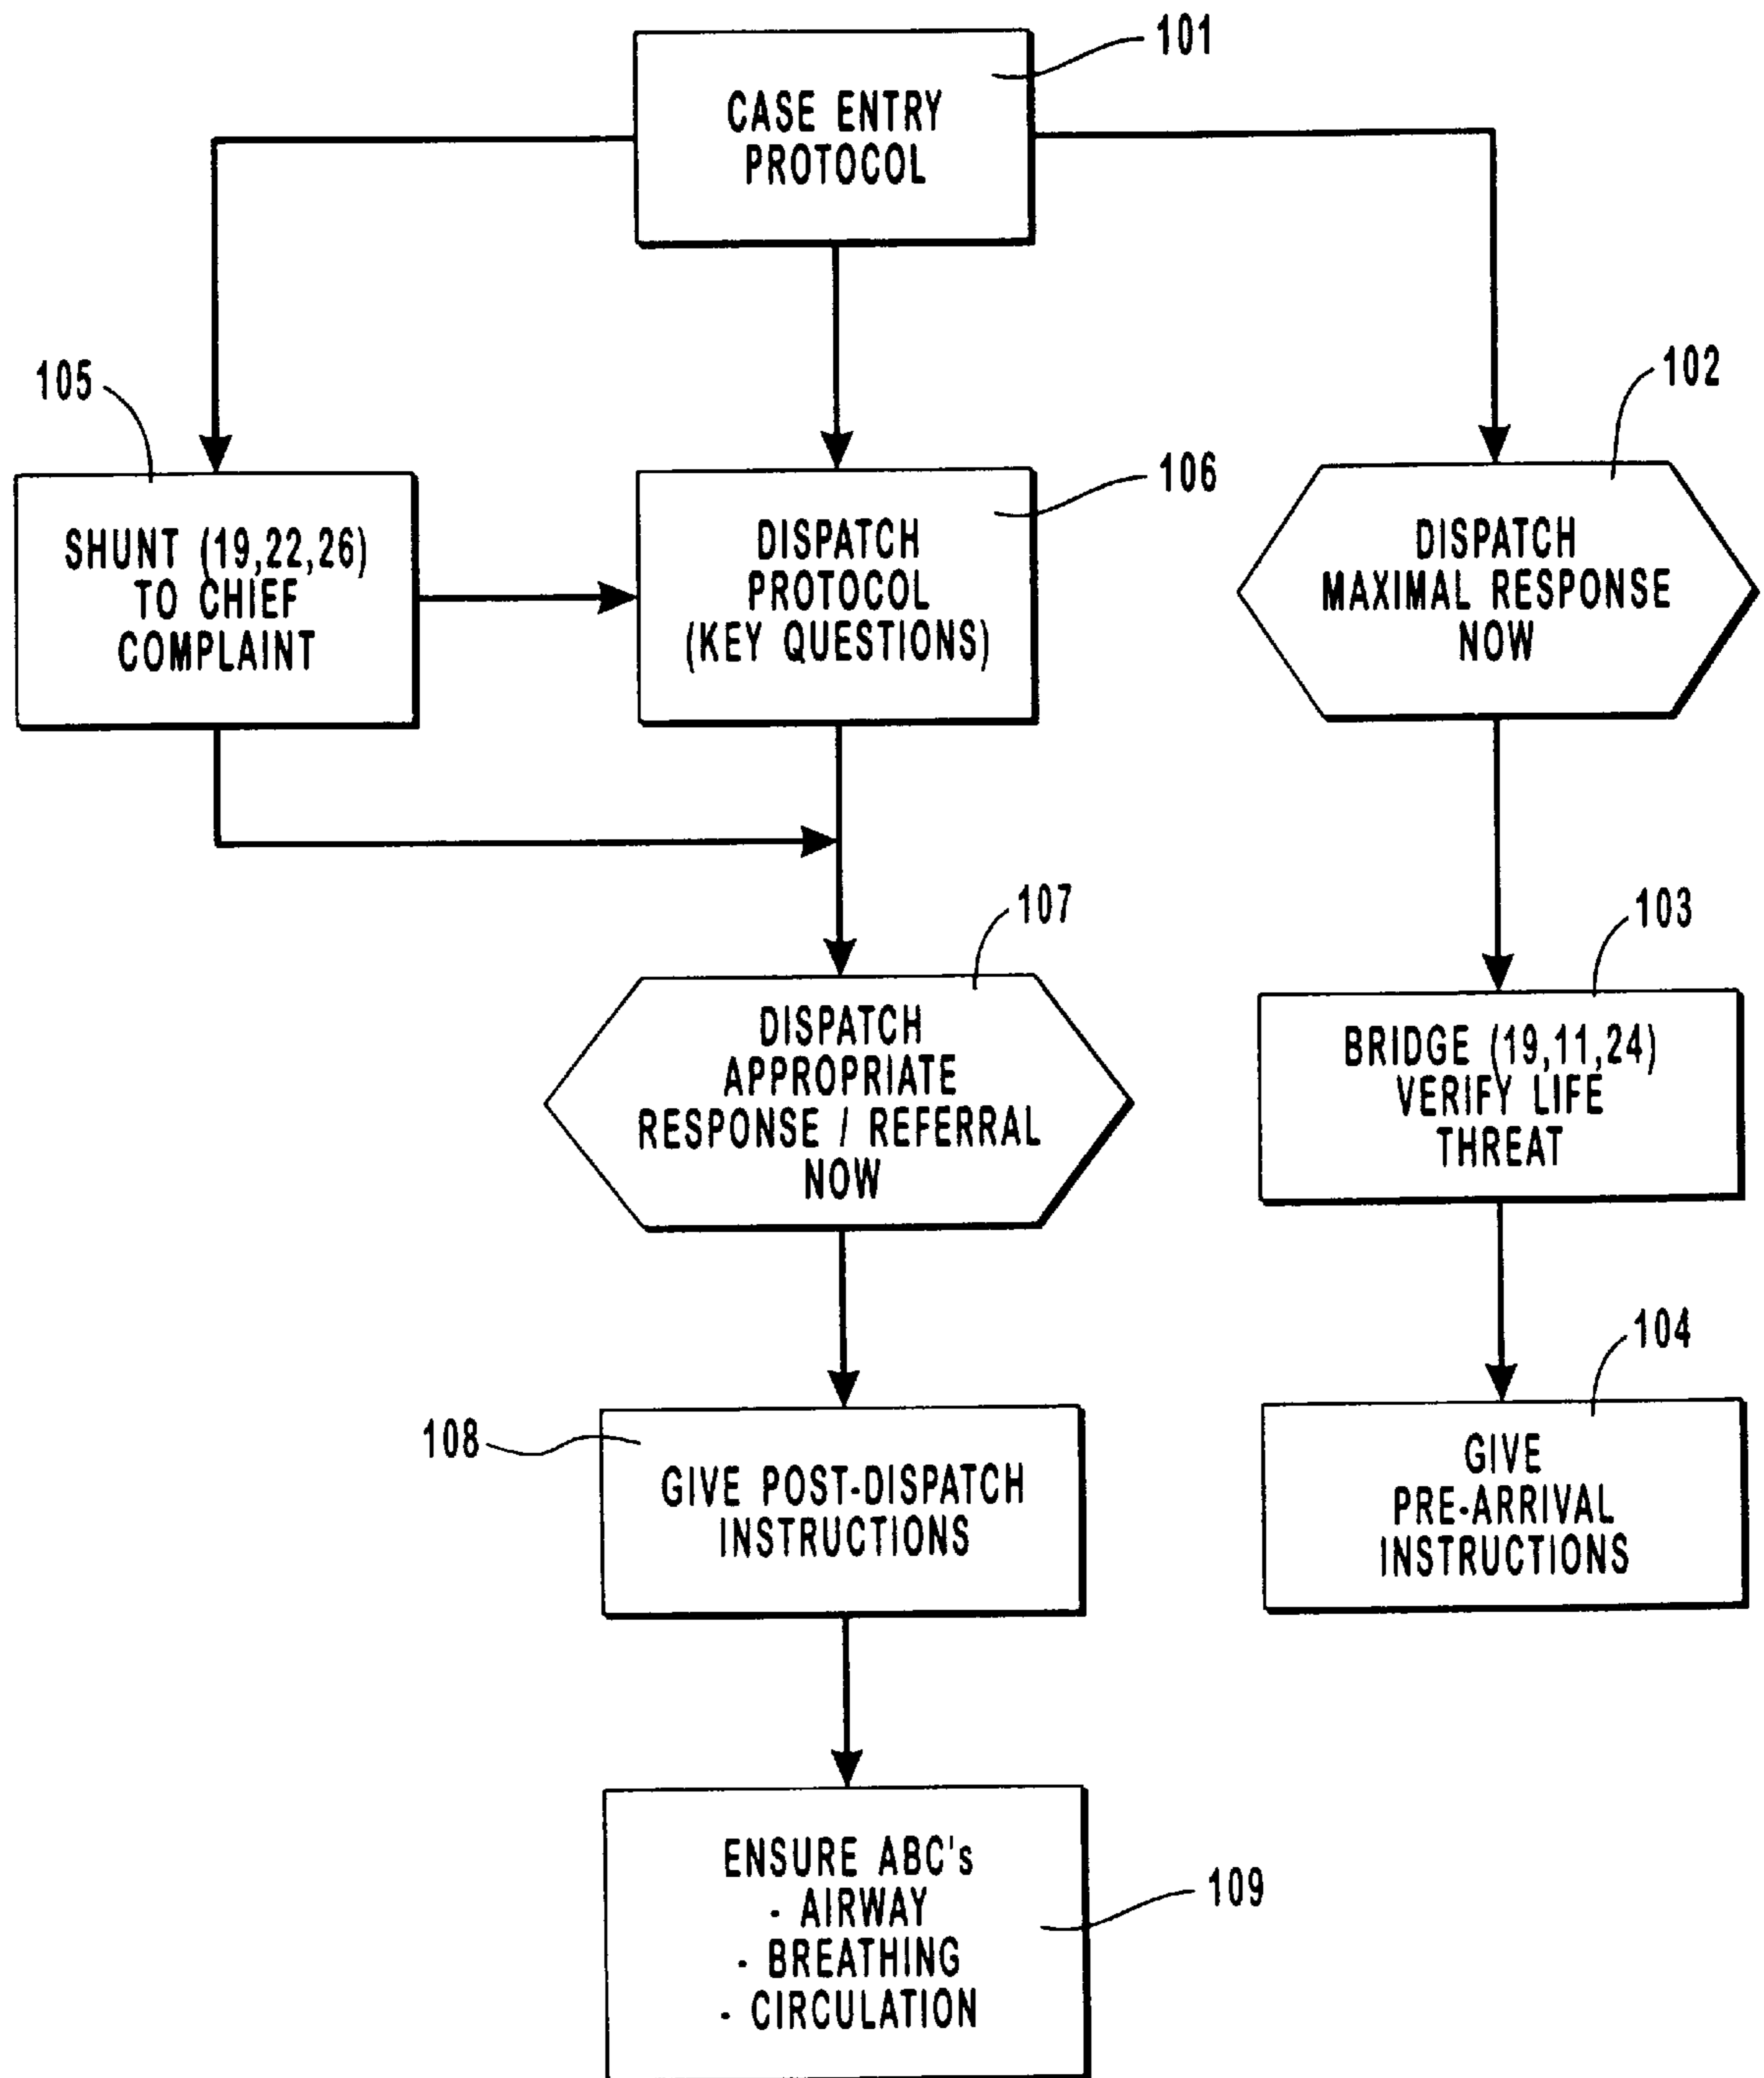 101
CASE ENTRY
PROTOCOL
105
102
106
SHUNT (19,22,26)
TO CHIEF
COMPLAINT
DISPATCH
PROTOCOL
(KEY QUESTIONS)
DISPATCH
MAXIMAL RESPONSE
NOW
107
103
DISPATCH
APPROPRIATE
RESPONSE / REFERRAL
NOW
BRIDGE (19,11,24)
VERIFY LIFE
THREAT
104
108
GIVE POST-DISPATCH
INSTRUCTIONS
GIVE
PRE-ARRIVAL
INSTRUCTIONS
109
ENSURE ABC's
- AIRWAY
- BREATHING
- CIRCULATION